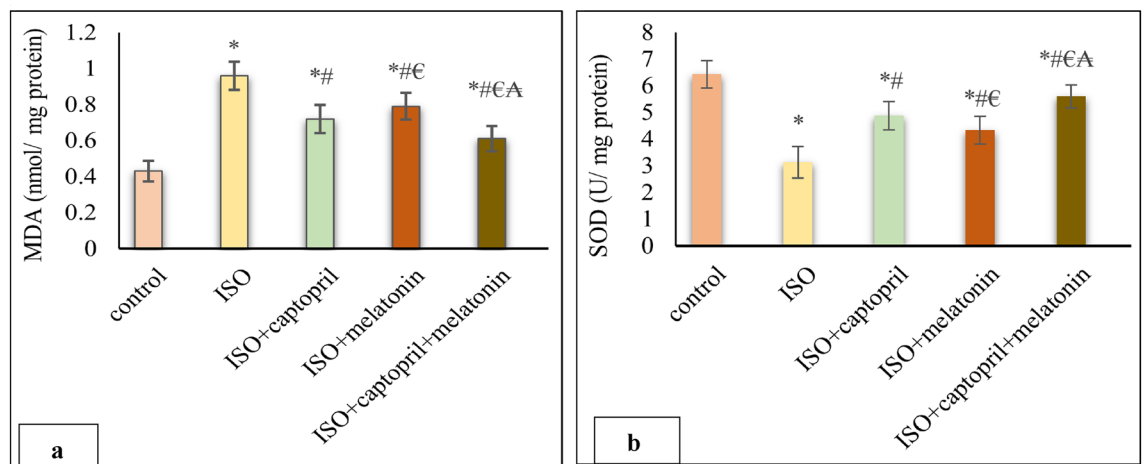 MDA (nmol/ mg protein)
1.2
1
0.8
0.6
0.4
0.2
0
*
*#
*#€
*#€₳
control
ISO
ISO+captopril
ISO+melatonin
ISO+captopril+melatonin
a
SOD (U/ mg protein)
8
7
6
5
4
3
2
1
0
*
*#
*#€
*#€₳
control
ISO
ISO+captopril
ISO+melatonin
ISO+captopril+melatonin
b